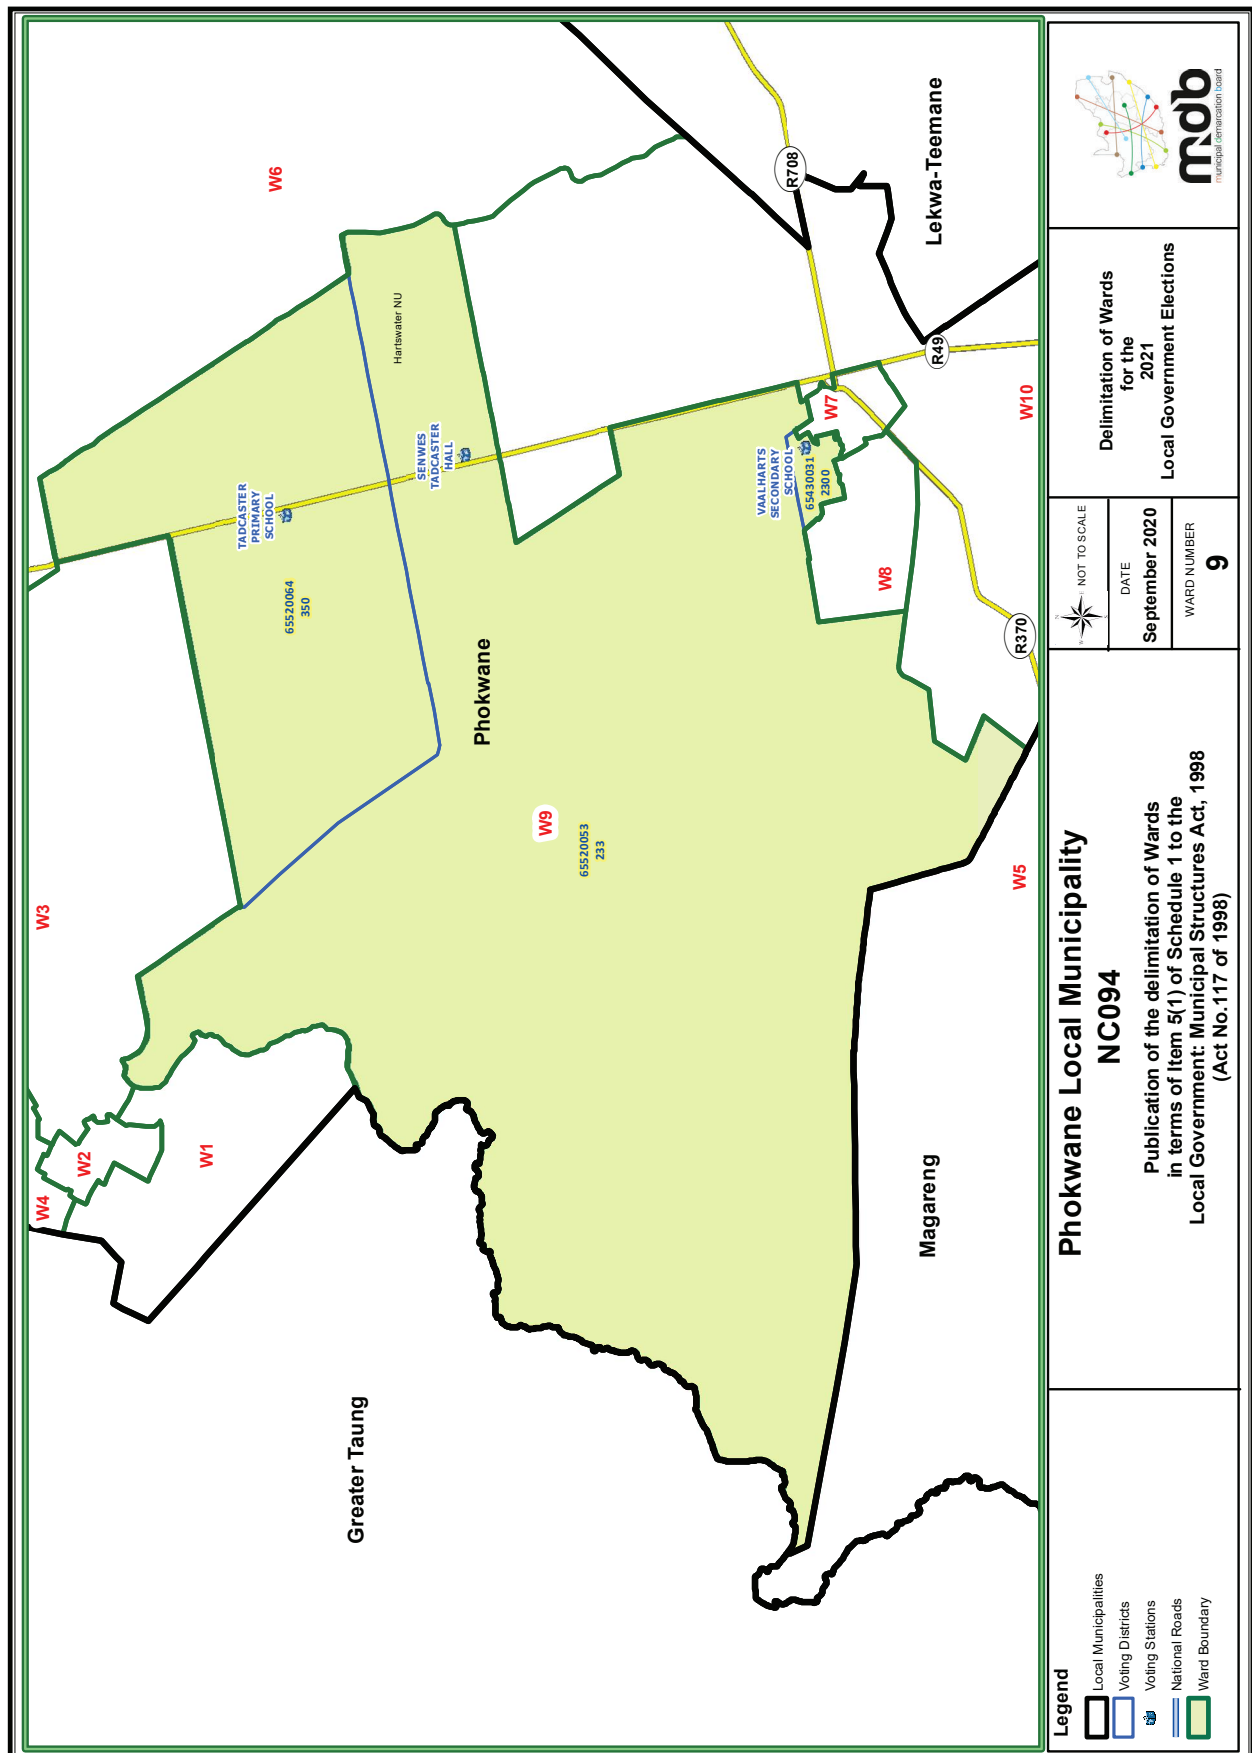 W4
W2
W1
W3
W6
Greater Taung
TADCASTER
PRIMARY
SCHOOL
65520064
350
SENWES
TADCASTER
HALL
Hartswater NU
Phokwane
W9
65520053
233
VAALHARTS
SECONDARY
SCHOOL
65430031
2300
W7
W8
R708
Lekwa-Teemane
R49
W10
R370
W5
Magareng
Legend
Local Municipalities
Voting Districts
Voting Stations
National Roads
Ward Boundary
Phokwane Local Municipality
NC094
Publication of the delimitation of Wards
in terms of Item 5(1) of Schedule 1 to the
Local Government: Municipal Structures Act, 1998
(Act No.117 of 1998)
N
W
E
S
NOT TO SCALE
DATE
September 2020
WARD NUMBER
9
Delimitation of Wards
for the
2021
Local Government Elections
mdb
municipal demarcation board